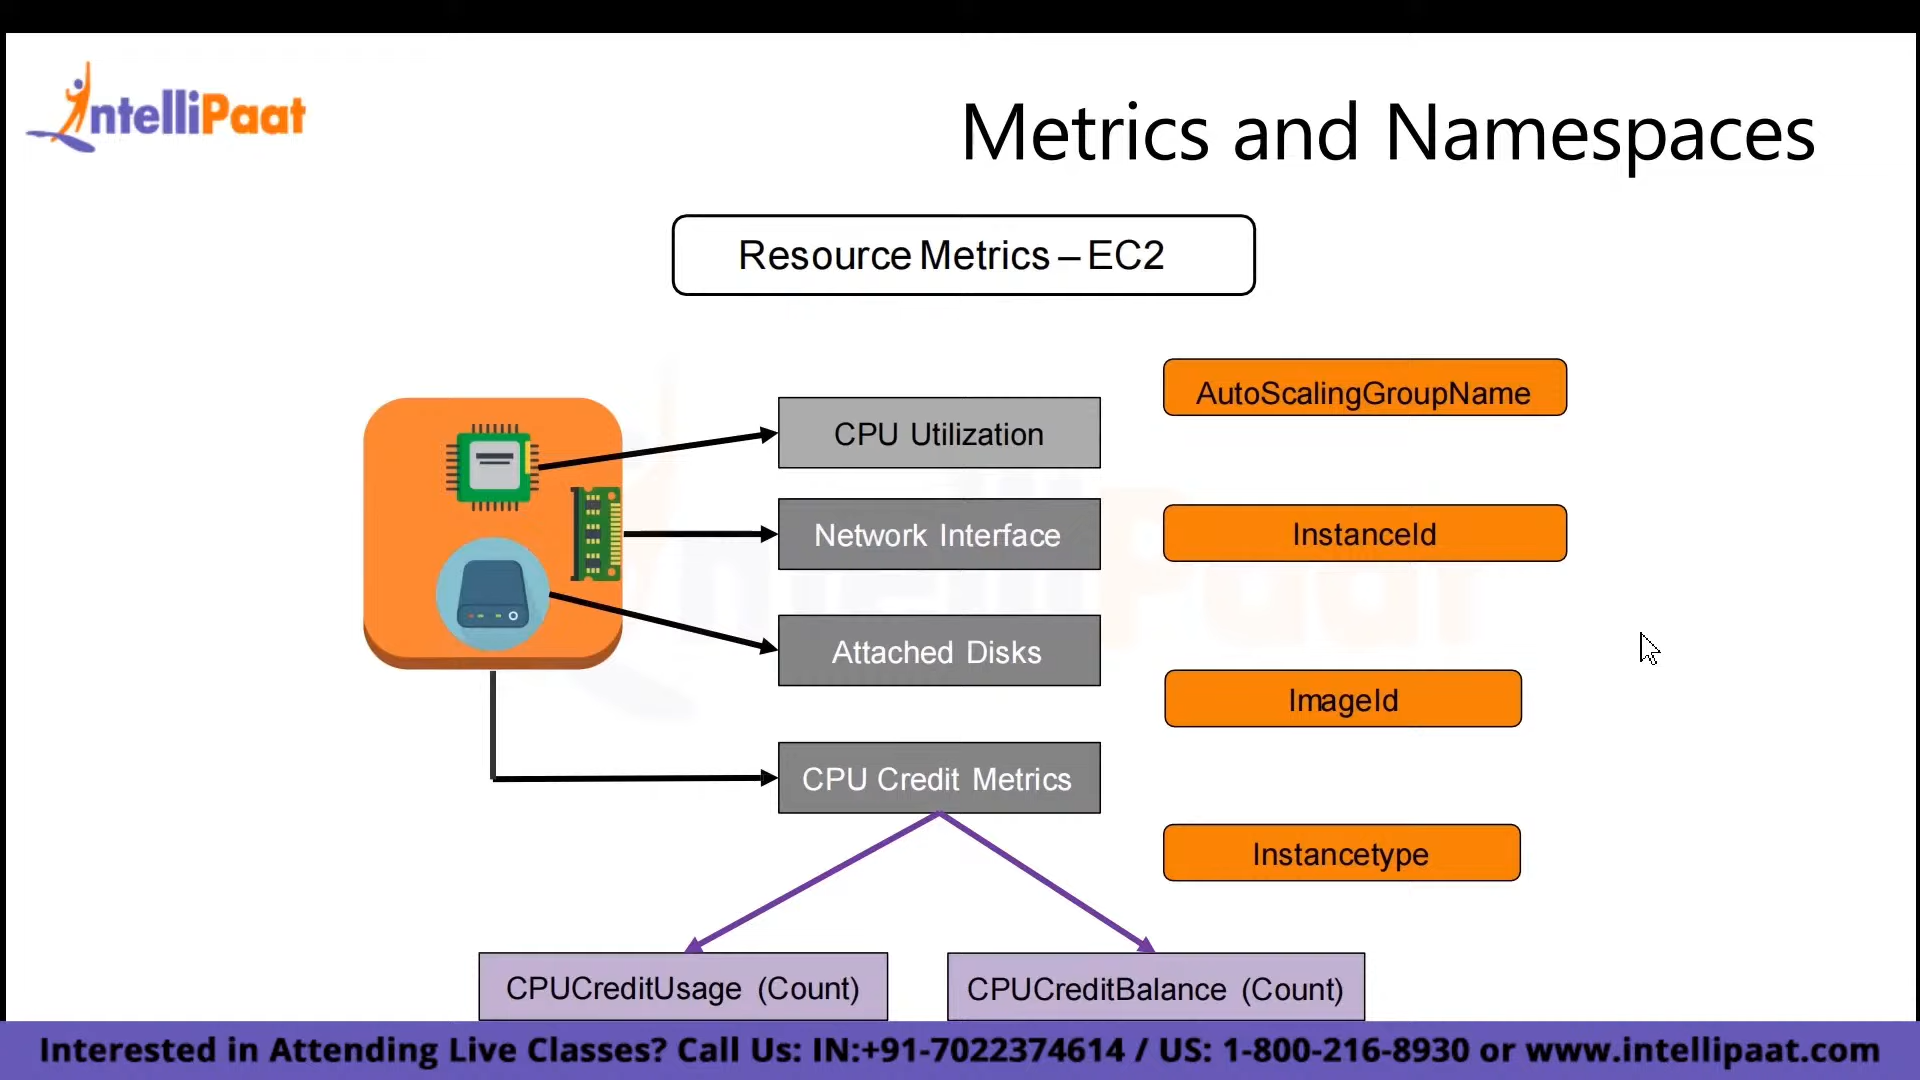 IntelliPaat
Metrics and Namespaces
Resource Metrics – EC2
AutoScalingGroupName
CPU Utilization
Network Interface
InstanceId
Attached Disks
ImageId
CPU Credit Metrics
Instancetype
CPUCreditUsage (Count)
CPUCreditBalance (Count)
Interested in Attending Live Classes? Call Us: IN:+91-7022374614 / US: 1-800-216-8930 or www.intellipaat.com